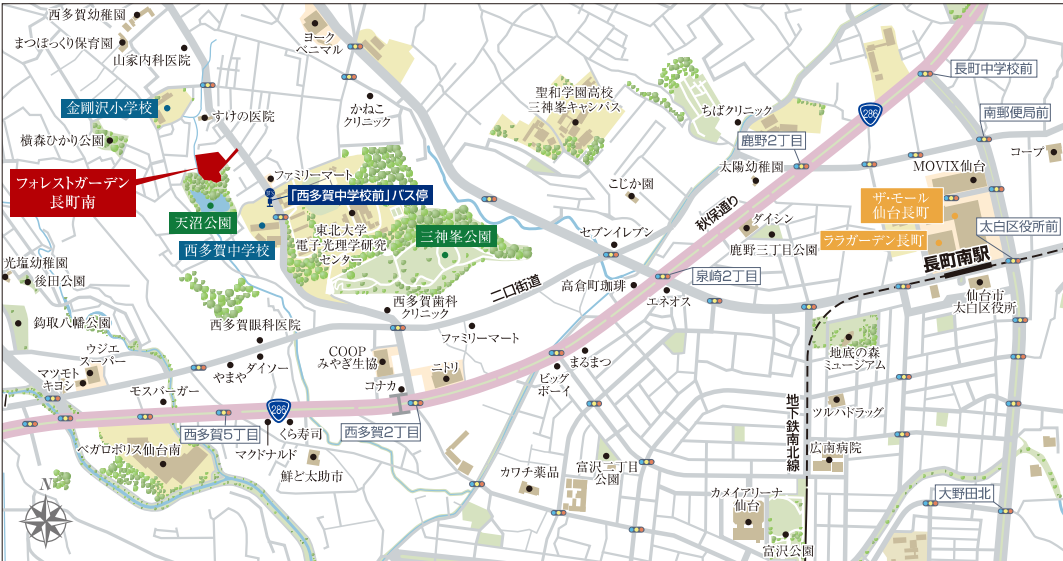 西多賀幼稚園
まつぼっくり保育園
山家内科医院
ヨーク
ベニマル
金剛沢小学校
すけの医院
かねこ
クリニック
聖和学園高校
三神峯キャンパス
ちばクリニック
286
長町中学校前
南郵便局前
コープ
横森ひかり公園
鹿野2丁目
MOVIX仙台
太陽幼稚園
フォレストガーデン
長町南
ファミリーマート
「西多賀中学校前」バス停
こじか園
秋保通り
ザ・モール
仙台長町
天沼公園
西多賀中学校
東北大学
電子光理学研究
センター
三神峯公園
セブンイレブン
ダイシン
鹿野三丁目公園
ララガーデン長町
太白区役所前
長町南駅
光塩幼稚園
後田公園
二口街道
高倉町珈琲
泉崎2丁目
エネオス
仙台市
太白区役所
鈎取八幡公園
西多賀眼科医院
西多賀歯科
クリニック
ファミリーマート
ウジエ
スーパー
マツモト
キヨシ
やまや
ダイソー
COOP
みやぎ生協
ニトリ
コナカ
まるまつ
ビッグ
ボーイ
地底の森
ミュージアム
モスバーガー
286
西多賀5丁目
マクドナルド
くら寿司
西多賀2丁目
ツルハドラッグ
地下鉄南北線
ベガロポリス仙台南
鮮ど太助市
カワチ薬品
富沢二丁目
公園
広南病院
カメイアリーナ
仙台
大野田北
富沢公園
N